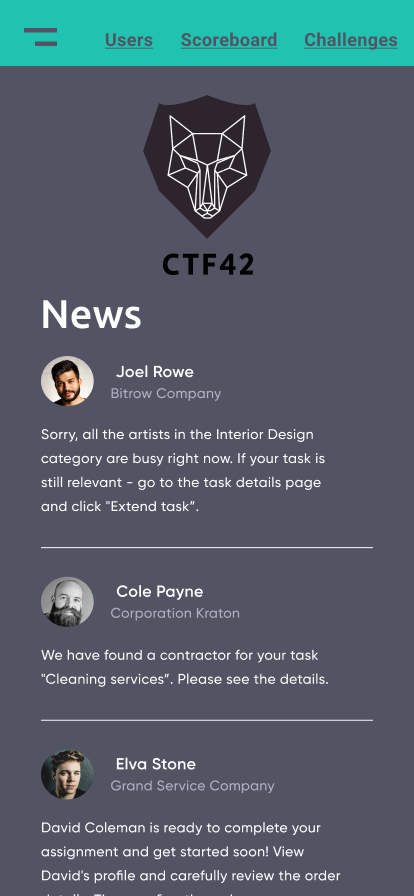 Users Scoreboard Challenges
CTF42
News
Joel Rowe
Bitrow Company
Sorry, all the artists in the Interior Design
category are busy right now. If your task is
still relevant - go to the task details page
and click "Extend task”.
Cole Payne
Corporation Kraton
We have found a contractor for your task
"Cleaning services”. Please see the details.
Elva Stone
Grand Service Company
David Coleman is ready to complete your
assignment and get started soon! View
David's profile and carefully review the order